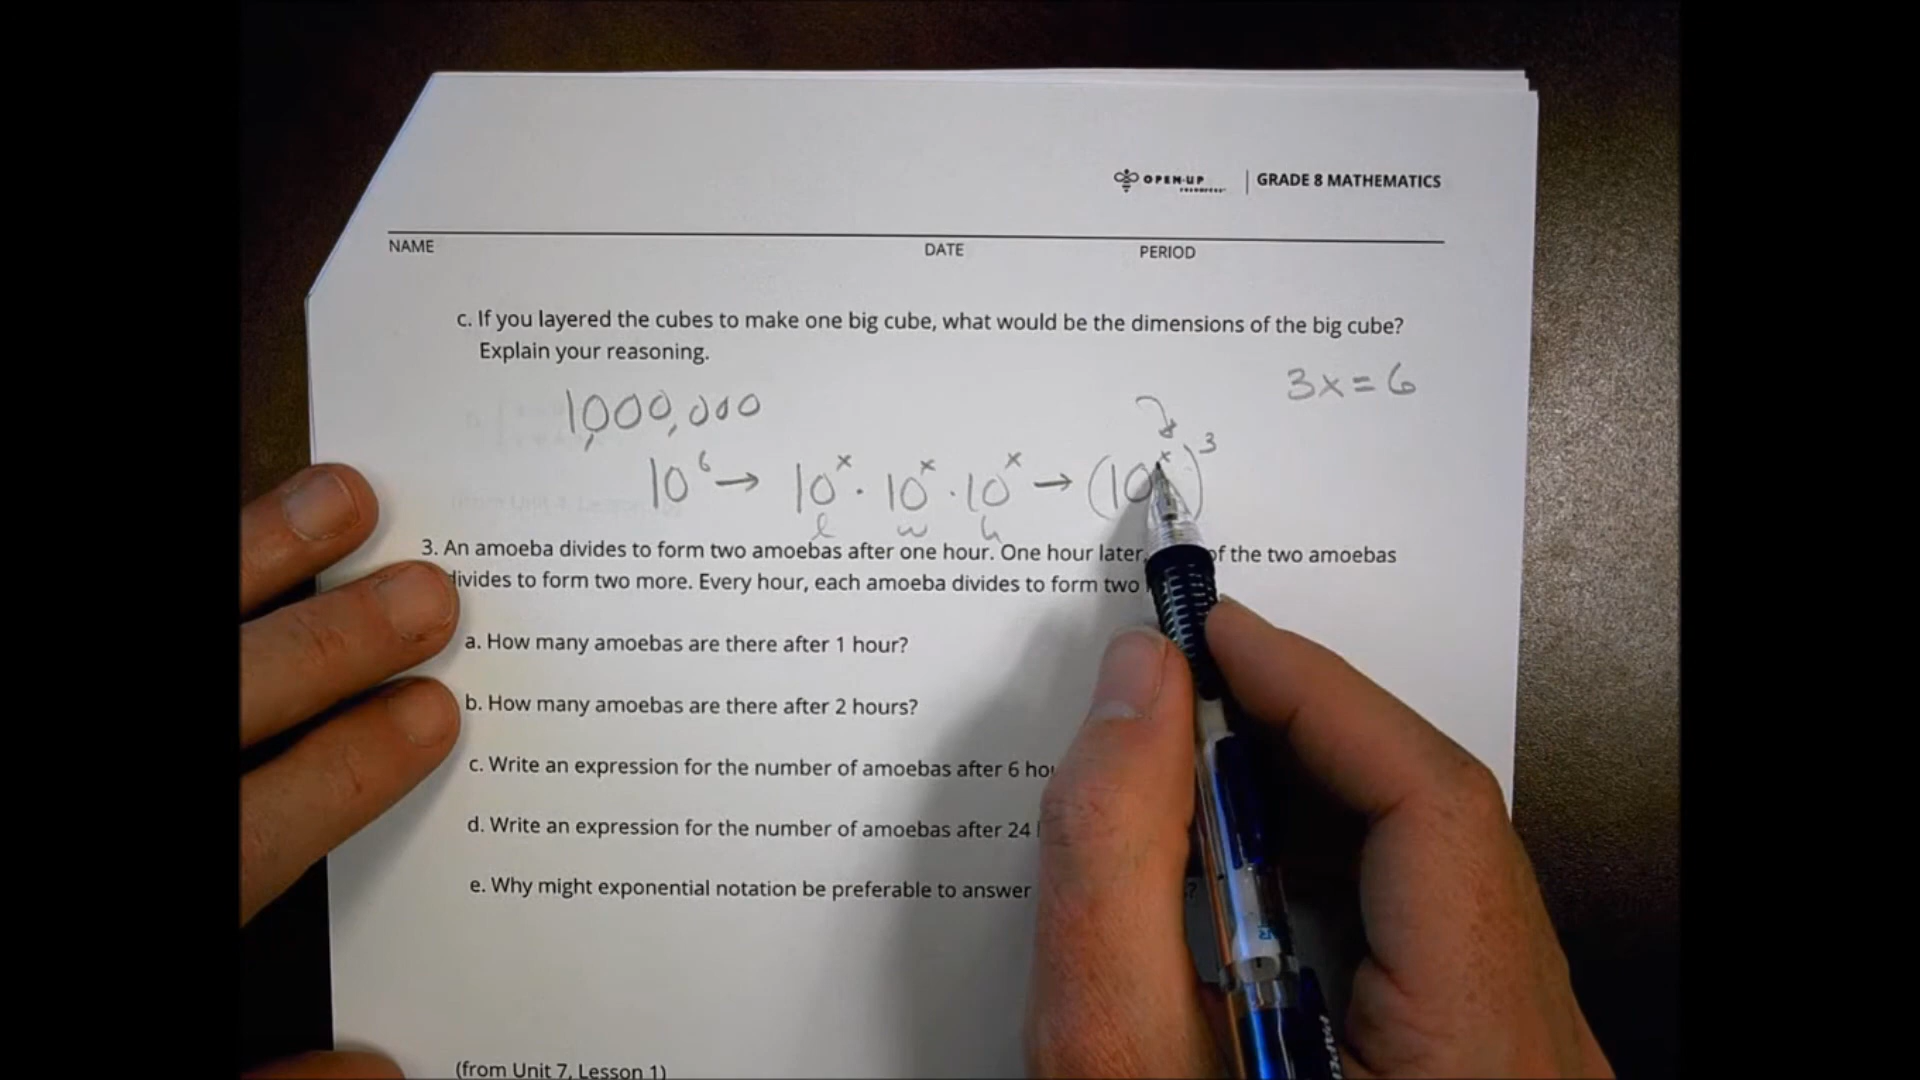 OPEN·UP
GRADE 8 MATHEMATICS
NAME DATE PERIOD
c. If you layered the cubes to make one big cube, what would be the dimensions of the big cube?
Explain your reasoning.
3x = 6
1,000,000
10⁶ → 10ˣ · 10ˣ · 10ˣ → (10ˣ)³
l w h
3. An amoeba divides to form two amoebas after one hour. One hour later, of the two amoebas
divides to form two more. Every hour, each amoeba divides to form two
a. How many amoebas are there after 1 hour?
b. How many amoebas are there after 2 hours?
c. Write an expression for the number of amoebas after 6
d. Write an expression for the number of amoebas after 24
e. Why might exponential notation be preferable to answer ?
(from Unit 7, Lesson 1)